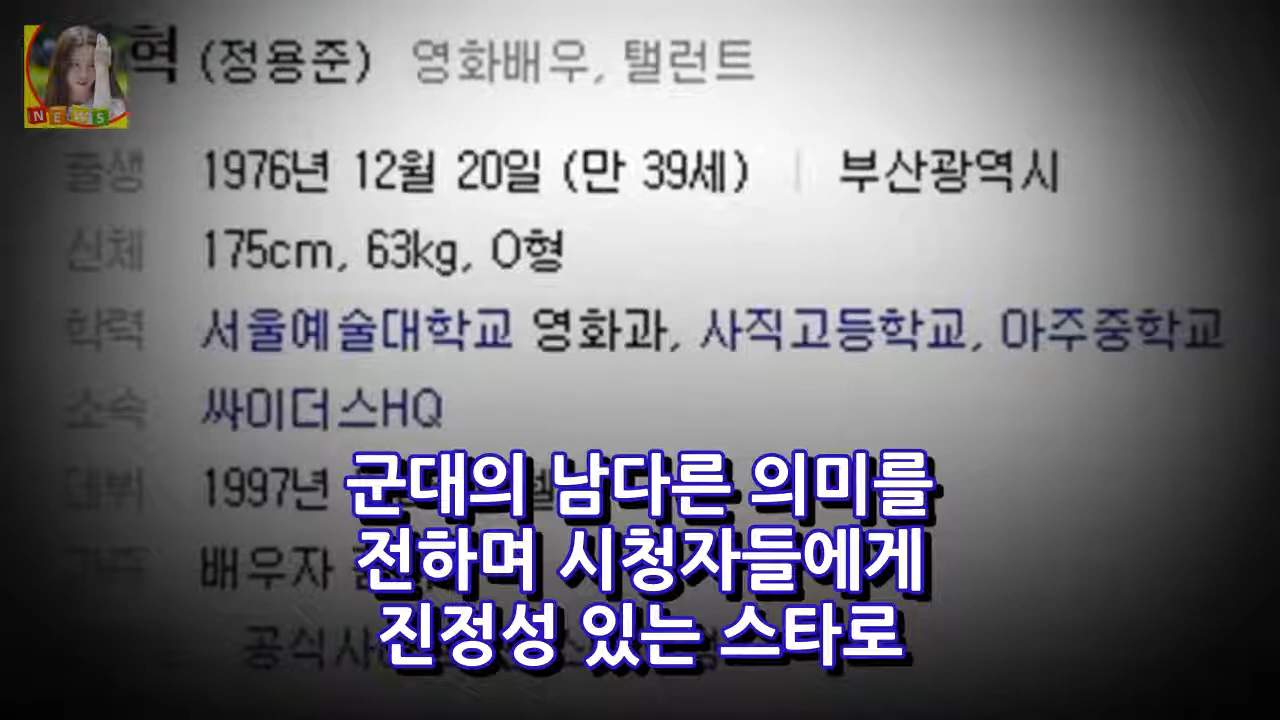 혁 (정용준) 영화배우, 탤런트
NEWS
출생 1976년 12월 20일 (만 39세) | 부산광역시
신체 175cm, 63kg, O형
학력 서울예술대학교 영화과, 사직고등학교, 아주중학교
소속 싸이더스HQ
데뷔 1997년
배우자
군대의 남다른 의미를
전하며 시청자들에게
진정성 있는 스타로